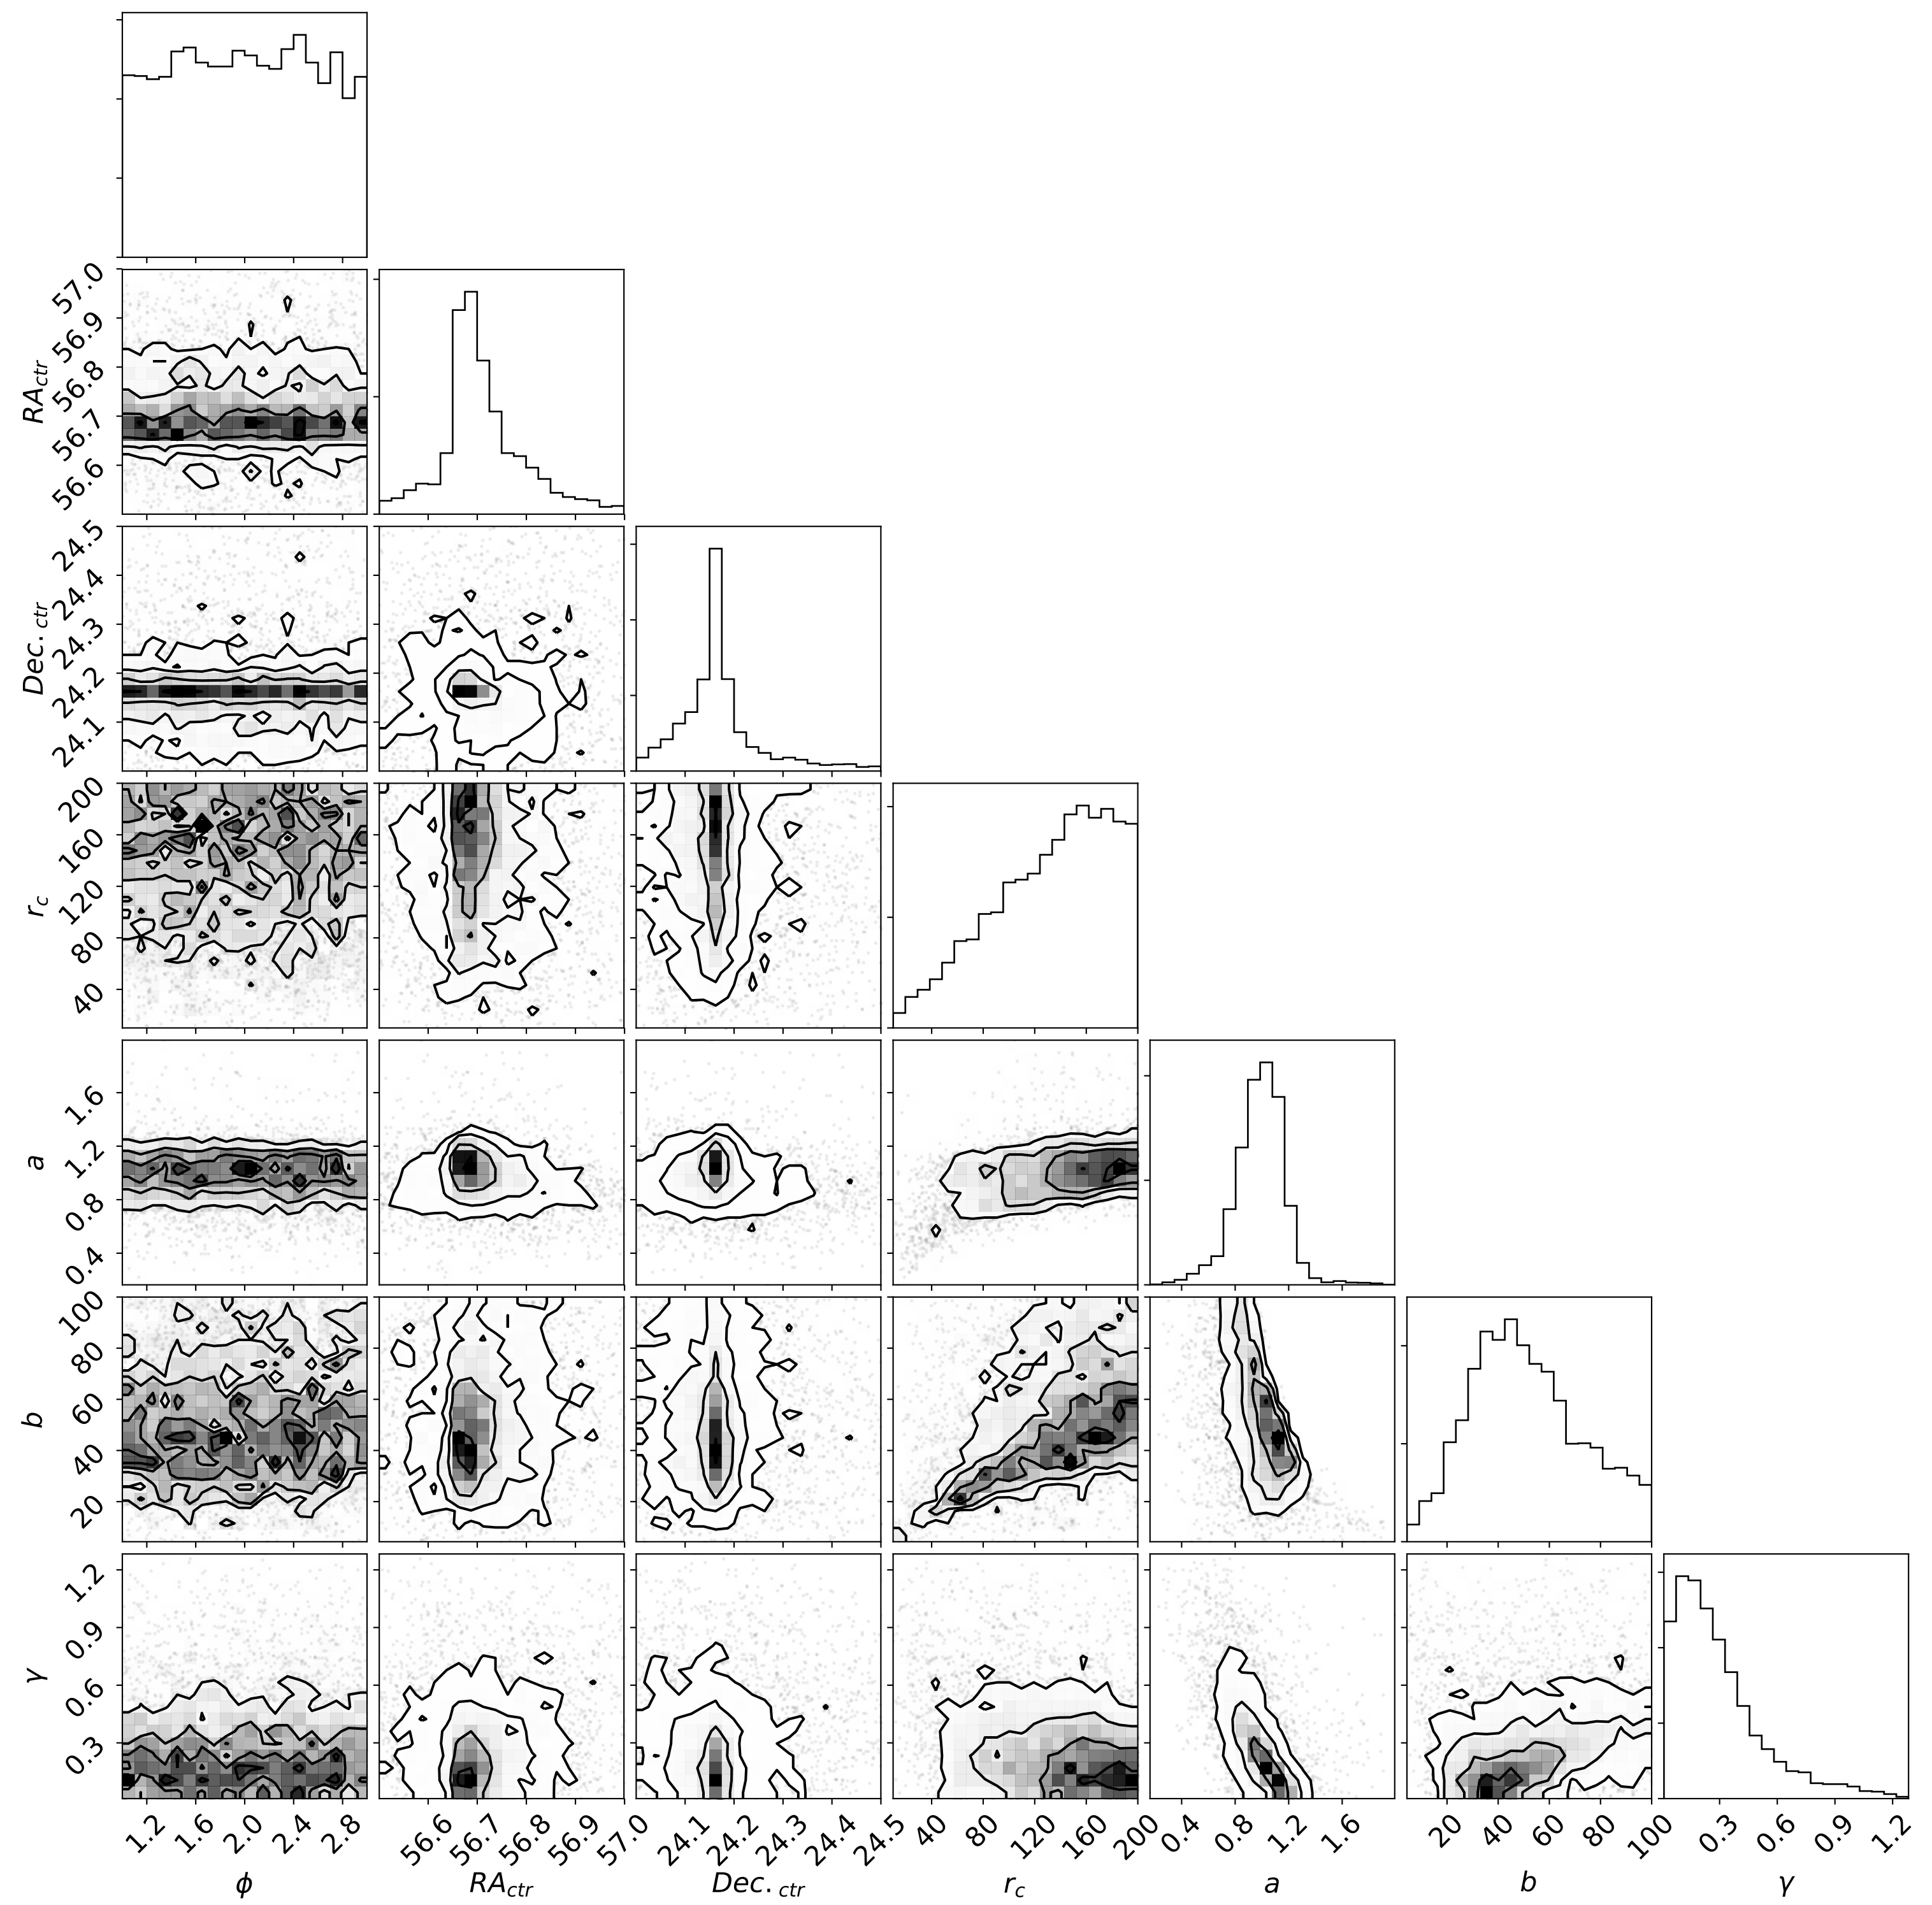 57.0
56.9
56.8
56.7
56.6
RA_ctr
24.5
24.4
24.3
24.2
24.1
Dec._ctr
200
160
120
80
40
r_c
1.6
1.2
0.8
0.4
a
100
80
60
40
20
b
1.2
0.9
0.6
0.3
γ
1.2 1.6 2.0 2.4 2.8
56.6 56.7 56.8 56.9 57.0
24.1 24.2 24.3 24.4 24.5
40 80 120 160 200
0.4 0.8 1.2 1.6
20 40 60 80 100
0.3 0.6 0.9 1.2
ϕ RA_ctr Dec._ctr r_c a b γ